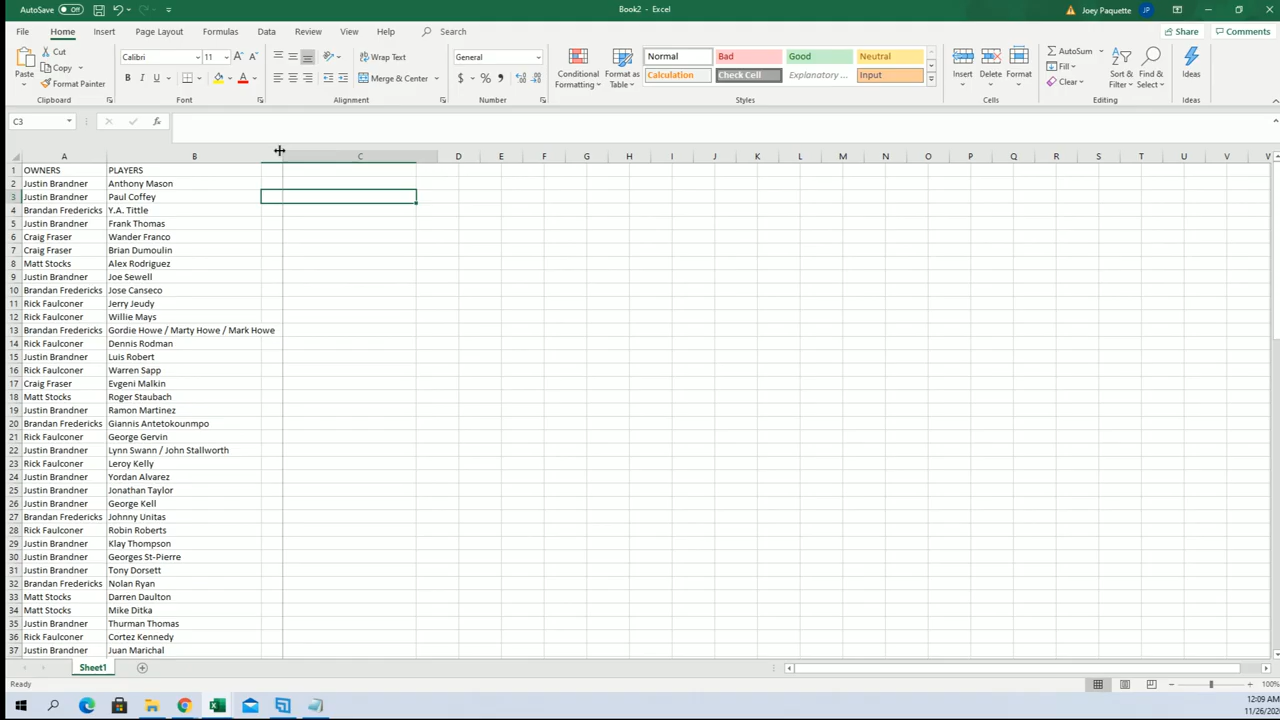 AutoSave Off Book2 - Excel Joey Paquette JP
File Home Insert Page Layout Formulas Data Review View Help Search Share Comments
Cut Calibri 11 Wrap Text General Normal Bad Good Neutral AutoSum
Paste Copy Conditional Format as Insert Delete Format Fill Sort & Find & Ideas
Format Painter Merge & Center Formatting Table Calculation Check Cell Explanatory ... Input Clear Filter Select
Clipboard Font Alignment Number Styles Cells Editing Ideas
C3 fx
A B C D E F G H I J K L M N O P Q R S T U V W
1 OWNERS PLAYERS
2 Justin Brandner Anthony Mason
3 Justin Brandner Paul Coffey
4 Brandan Fredericks Y.A. Tittle
5 Justin Brandner Frank Thomas
6 Craig Fraser Wander Franco
7 Craig Fraser Brian Dumoulin
8 Matt Stocks Alex Rodriguez
9 Justin Brandner Joe Sewell
10 Brandan Fredericks Jose Canseco
11 Rick Faulconer Jerry Jeudy
12 Rick Faulconer Willie Mays
13 Brandan Fredericks Gordie Howe / Marty Howe / Mark Howe
14 Rick Faulconer Dennis Rodman
15 Justin Brandner Luis Robert
16 Rick Faulconer Warren Sapp
17 Craig Fraser Evgeni Malkin
18 Matt Stocks Roger Staubach
19 Justin Brandner Ramon Martinez
20 Brandan Fredericks Giannis Antetokounmpo
21 Rick Faulconer George Gervin
22 Justin Brandner Lynn Swann / John Stallworth
23 Rick Faulconer Leroy Kelly
24 Justin Brandner Yordan Alvarez
25 Justin Brandner Jonathan Taylor
26 Justin Brandner George Kell
27 Brandan Fredericks Johnny Unitas
28 Rick Faulconer Robin Roberts
29 Justin Brandner Klay Thompson
30 Justin Brandner Georges St-Pierre
31 Justin Brandner Tony Dorsett
32 Brandan Fredericks Nolan Ryan
33 Matt Stocks Darren Daulton
34 Matt Stocks Mike Ditka
35 Justin Brandner Thurman Thomas
36 Rick Faulconer Cortez Kennedy
37 Justin Brandner Juan Marichal
Sheet1
Ready 100%
12:09 AM
11/26/20